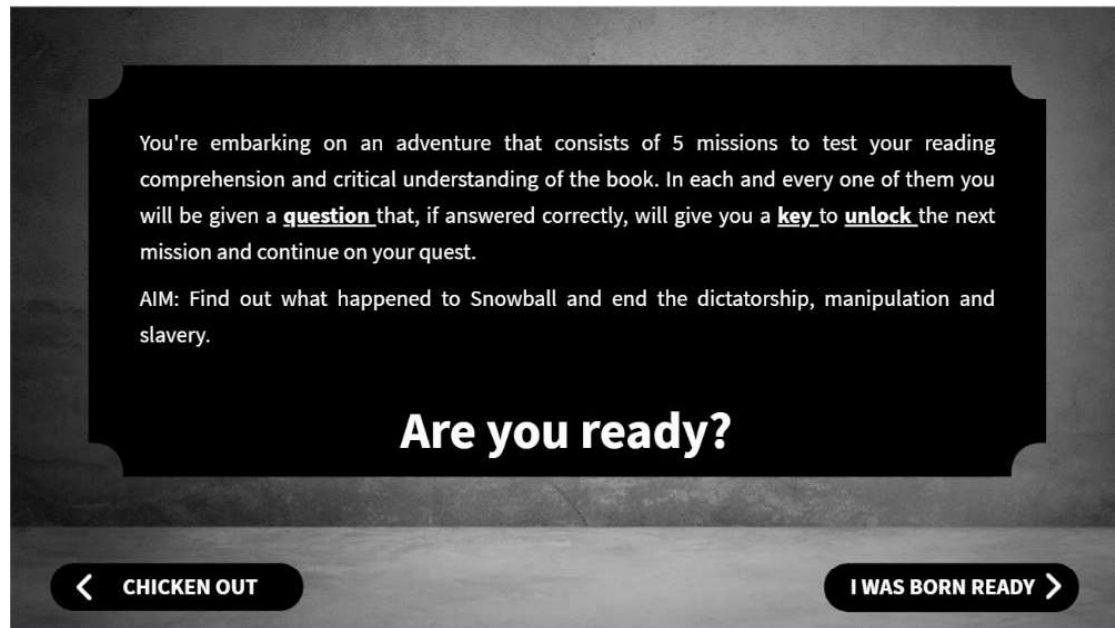 You're embarking on an adventure that consists of 5 missions to test your reading
comprehension and critical understanding of the book. In each and every one of them you
will be given a question that, if answered correctly, will give you a key to unlock the next
mission and continue on your quest.
AIM: Find out what happened to Snowball and end the dictatorship, manipulation and
slavery.
Are you ready?
CHICKEN OUT
I WAS BORN READY